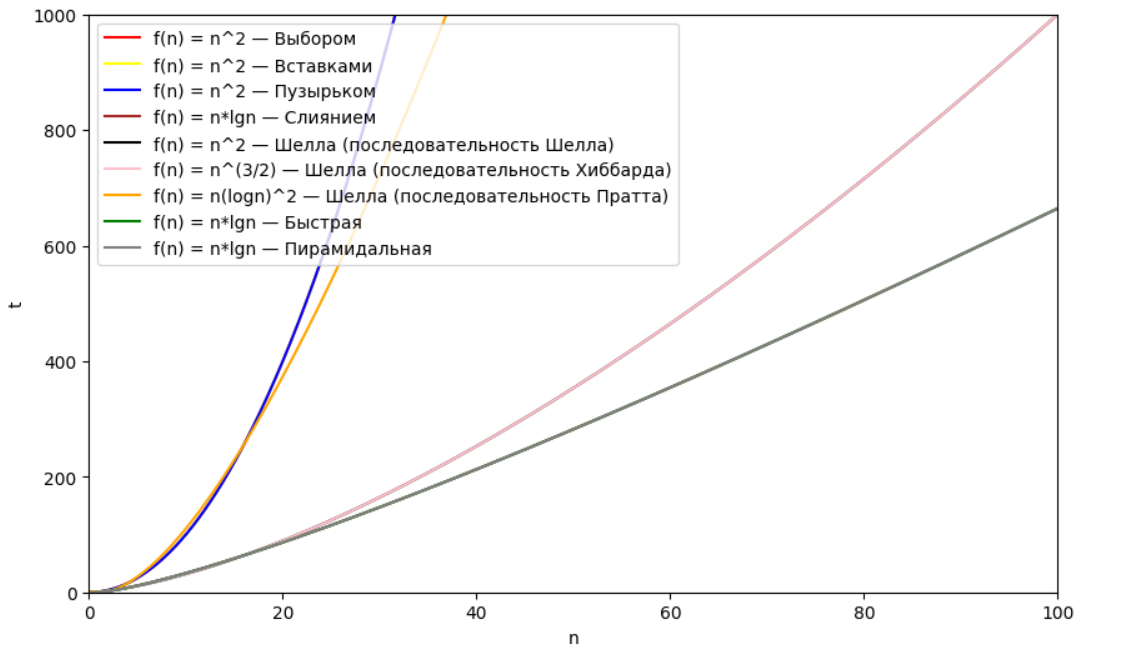 1000
800
600
400
200
0
t
f(n) = n^2 — Выбором
f(n) = n^2 — Вставками
f(n) = n^2 — Пузырьком
f(n) = n*lgn — Слиянием
f(n) = n^2 — Шелла (последовательность Шелла)
f(n) = n^(3/2) — Шелла (последовательность Хиббарда)
f(n) = n(logn)^2 — Шелла (последовательность Пратта)
f(n) = n*lgn — Быстрая
f(n) = n*lgn — Пирамидальная
0 20 40 60 80 100
n